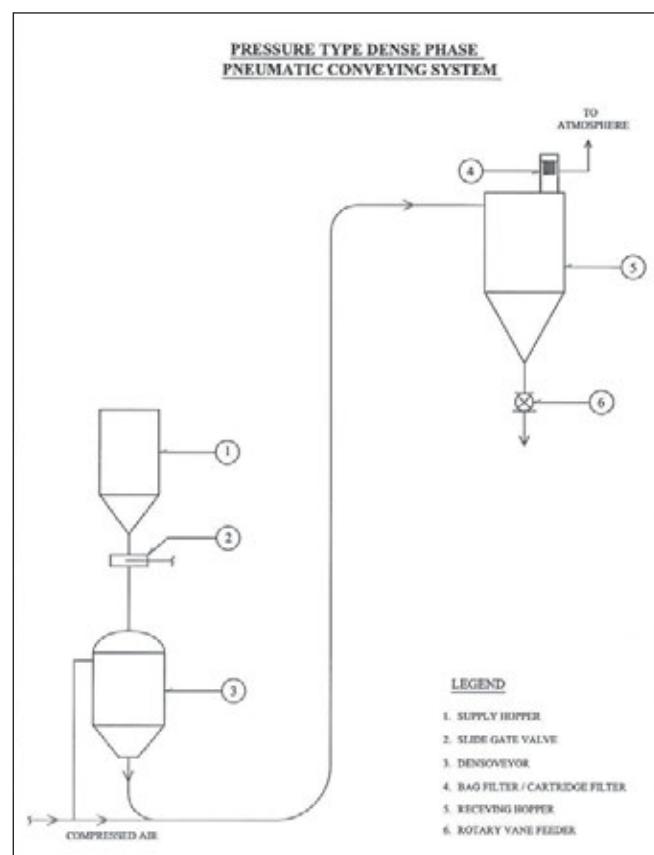 PRESSURE TYPE DENSE PHASE
PNEUMATIC CONVEYING SYSTEM
TO
ATMOSPHERE
4
5
6
1
2
3
COMPRESSED AIR
LEGEND
1. SUPPLY HOPPER
2. SLIDE GATE VALVE
3. DENSOVEYOR
4. BAG FILTER / CARTRIDGE FILTER
5. RECEVING HOPPER
6. ROTARY VANE FEEDER